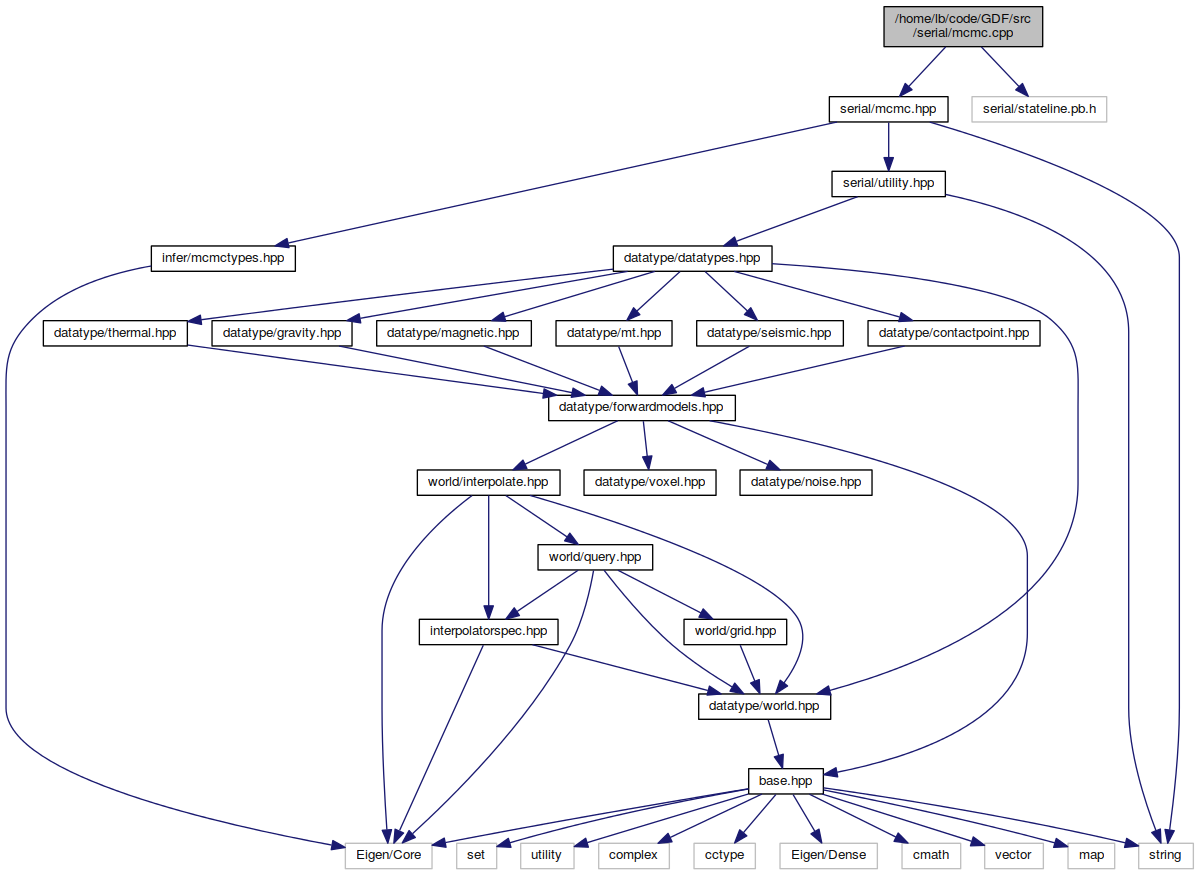 /home/lb/code/GDF/src
/serial/mcmc.cpp
serial/mcmc.hpp
serial/stateline.pb.h
serial/utility.hpp
infer/mcmctypes.hpp
datatype/datatypes.hpp
datatype/thermal.hpp
datatype/gravity.hpp
datatype/magnetic.hpp
datatype/mt.hpp
datatype/seismic.hpp
datatype/contactpoint.hpp
datatype/forwardmodels.hpp
world/interpolate.hpp
datatype/voxel.hpp
datatype/noise.hpp
world/query.hpp
interpolatorspec.hpp
world/grid.hpp
datatype/world.hpp
base.hpp
Eigen/Core
set
utility
complex
cctype
Eigen/Dense
cmath
vector
map
string